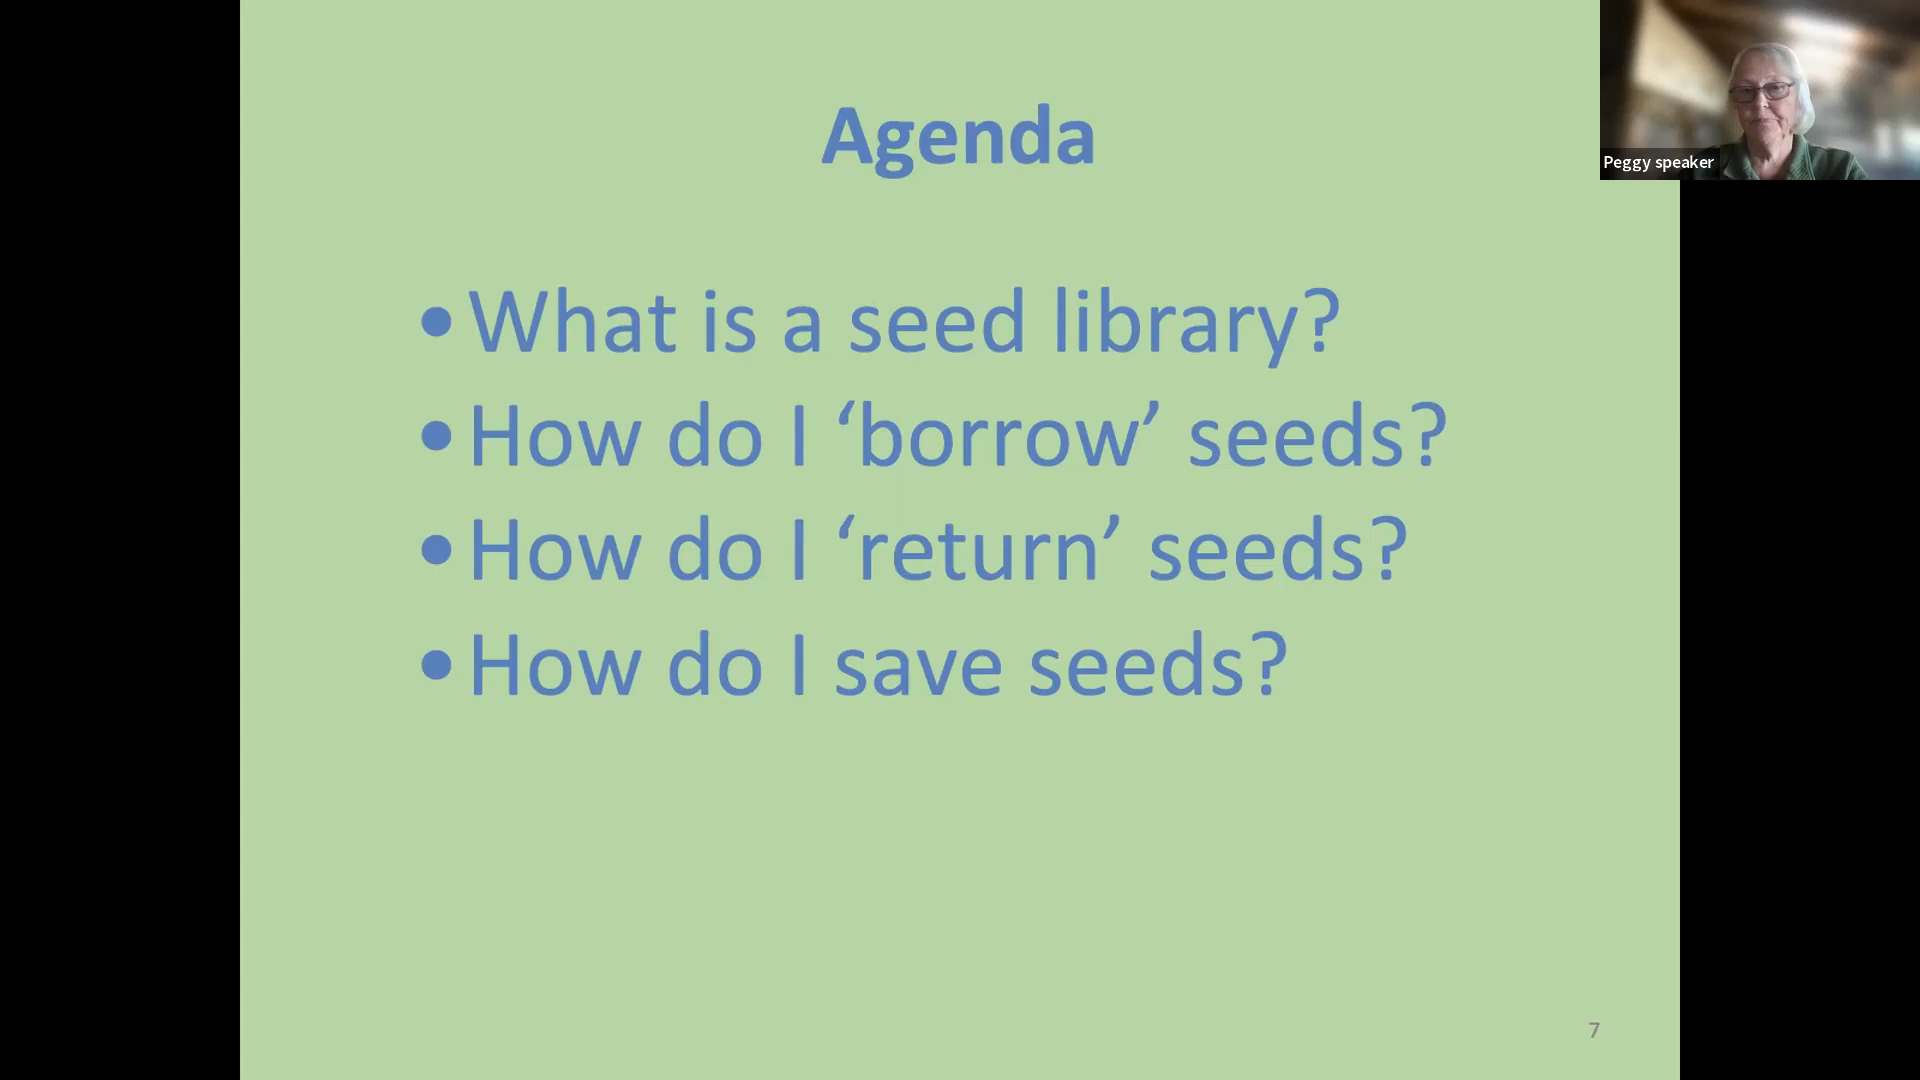 Agenda
• What is a seed library?
• How do I ‘borrow’ seeds?
• How do I ‘return’ seeds?
• How do I save seeds?
Peggy speaker
7